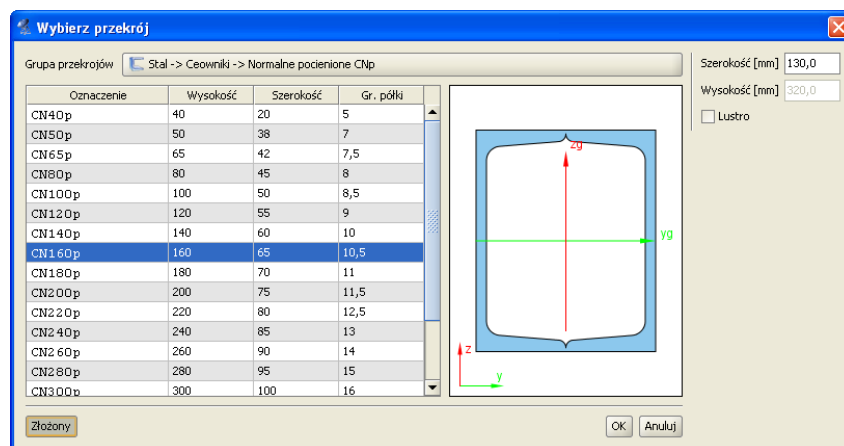 Wybierz przekrój
Grupa przekrojów Stal -> Ceowniki -> Normalne pocienione CNp
Szerokość [mm] 130,0
Wysokość [mm] 320,0
Lustro
Oznaczenie Wysokość Szerokość Gr. półki
CN40p 40 20 5
CN50p 50 38 7
CN65p 65 42 7,5
CN80p 80 45 8
CN100p 100 50 8,5
CN120p 120 55 9
CN140p 140 60 10
CN160p 160 65 10,5
CN180p 180 70 11
CN200p 200 75 11,5
CN220p 220 80 12,5
CN240p 240 85 13
CN260p 260 90 14
CN280p 280 95 15
CN300p 300 100 16
zg
yg
z
y
Złożony OK Anuluj